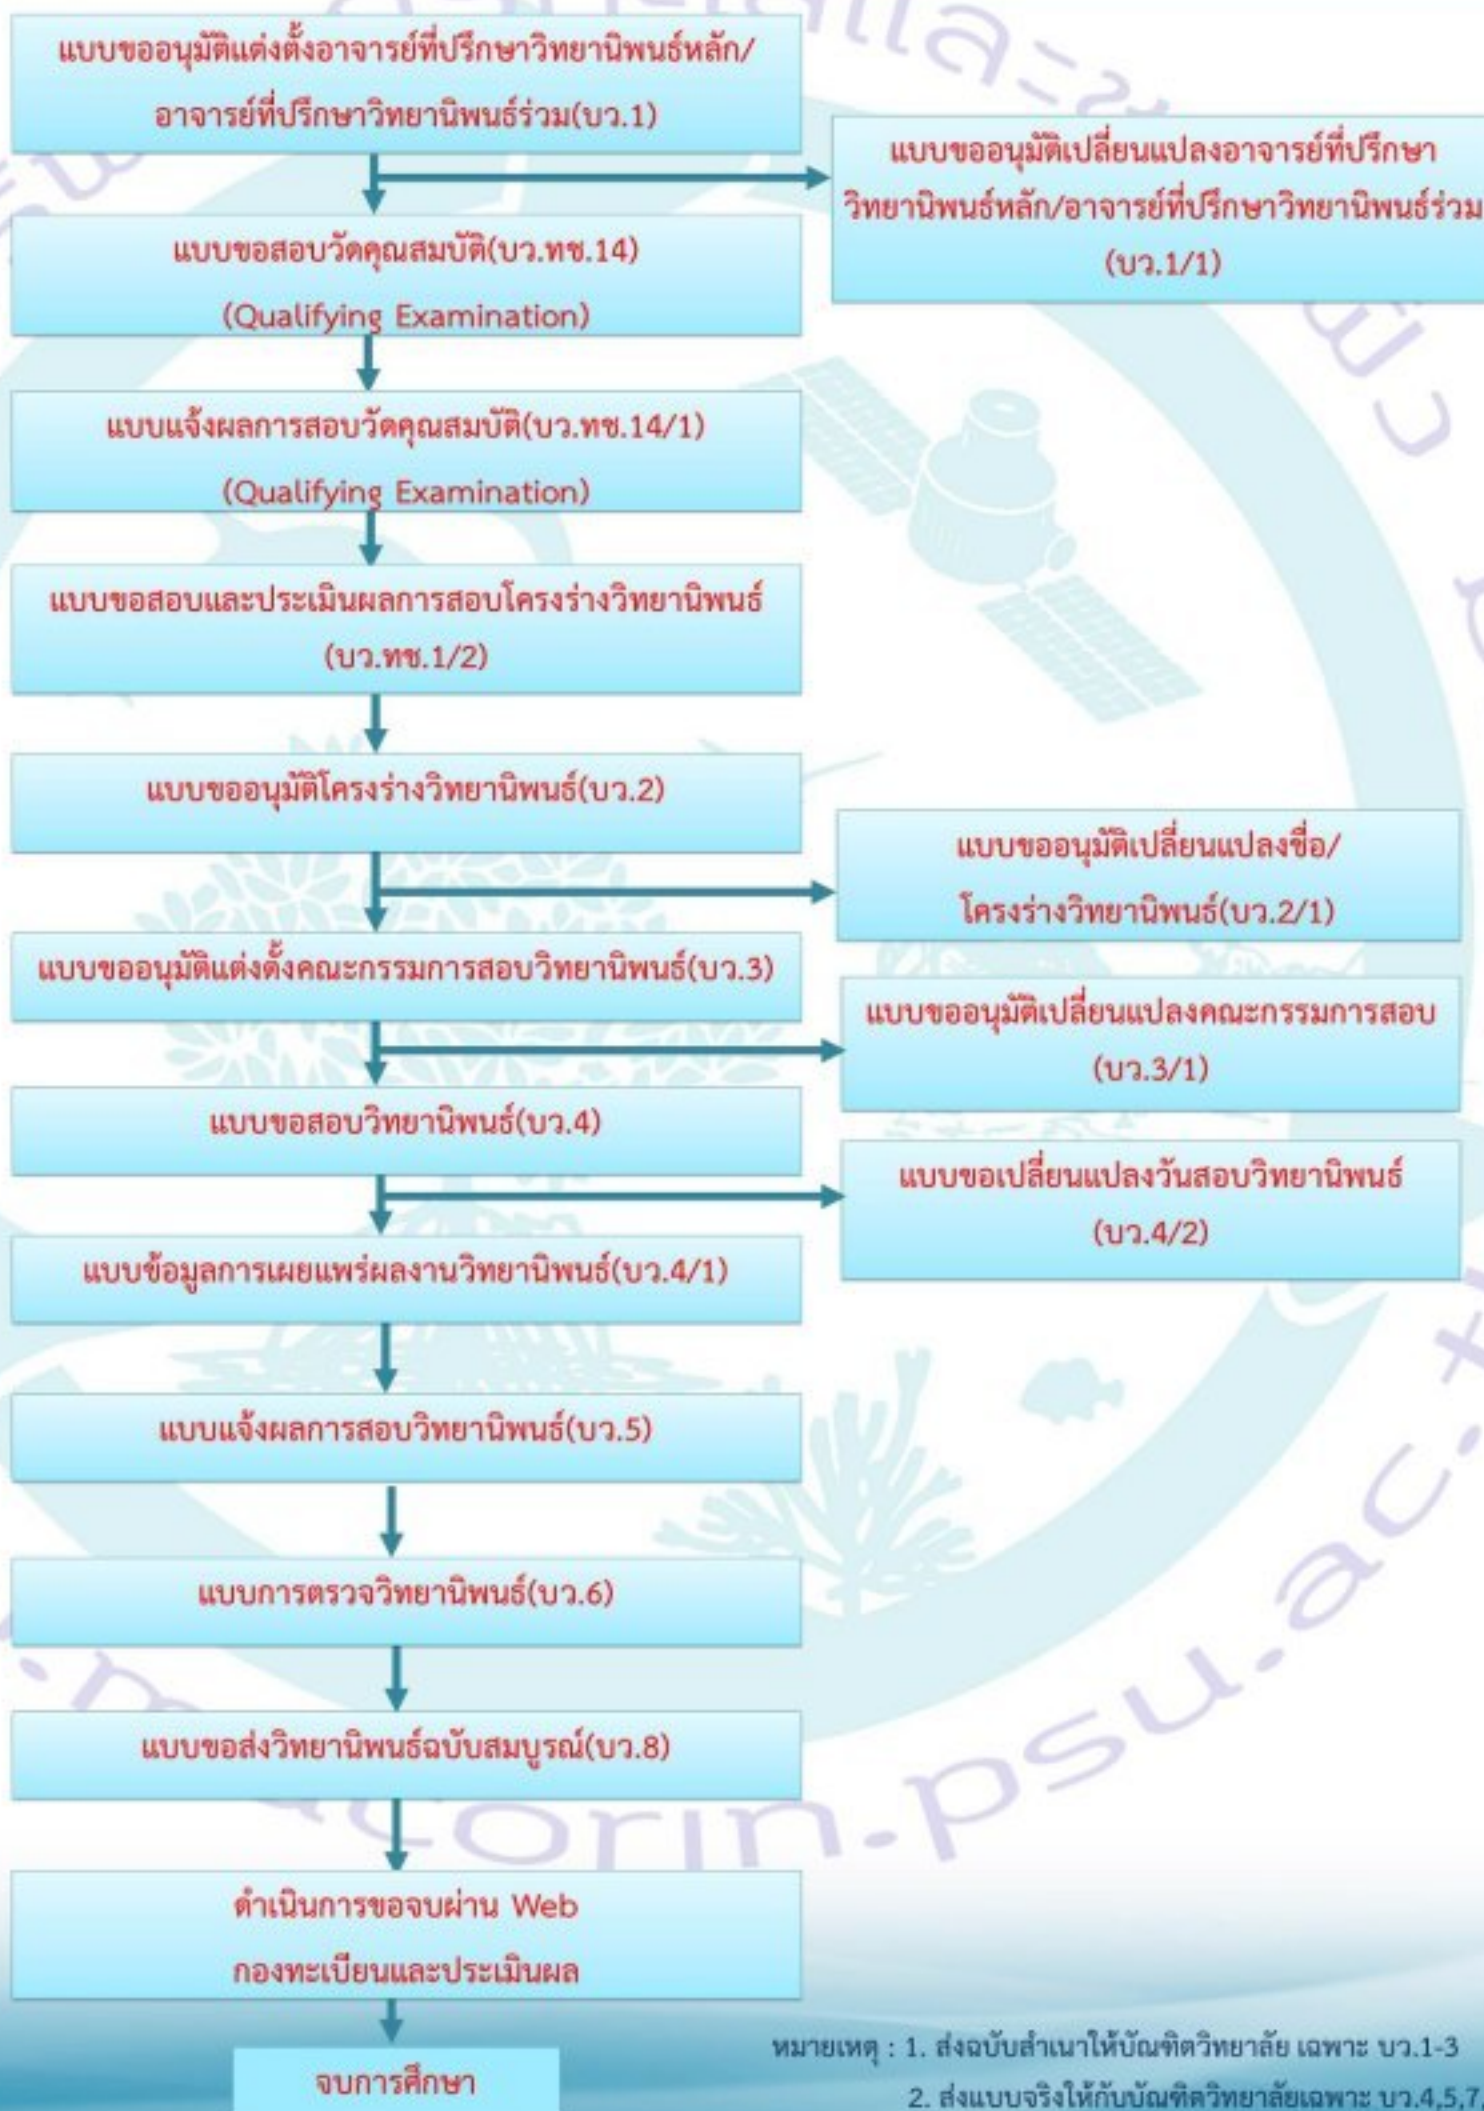 แบบขออนุมัติแต่งตั้งอาจารย์ที่ปรึกษาวิทยานิพนธ์หลัก/
อาจารย์ที่ปรึกษาวิทยานิพนธ์ร่วม(บว.1)
แบบขออนุมัติเปลี่ยนแปลงอาจารย์ที่ปรึกษา
วิทยานิพนธ์หลัก/อาจารย์ที่ปรึกษาวิทยานิพนธ์ร่วม
(บว.1/1)
แบบขอสอบวัดคุณสมบัติ(บว.ทช.14)
(Qualifying Examination)
แบบแจ้งผลการสอบวัดคุณสมบัติ(บว.ทช.14/1)
(Qualifying Examination)
แบบขอสอบและประเมินผลการสอบโครงร่างวิทยานิพนธ์
(บว.ทช.1/2)
แบบขออนุมัติโครงร่างวิทยานิพนธ์(บว.2)
แบบขออนุมัติเปลี่ยนแปลงชื่อ/
โครงร่างวิทยานิพนธ์(บว.2/1)
แบบขออนุมัติแต่งตั้งคณะกรรมการสอบวิทยานิพนธ์(บว.3)
แบบขออนุมัติเปลี่ยนแปลงคณะกรรมการสอบ
(บว.3/1)
แบบขอสอบวิทยานิพนธ์(บว.4)
แบบขอเปลี่ยนแปลงวันสอบวิทยานิพนธ์
(บว.4/2)
แบบข้อมูลการเผยแพร่ผลงานวิทยานิพนธ์(บว.4/1)
แบบแจ้งผลการสอบวิทยานิพนธ์(บว.5)
แบบการตรวจวิทยานิพนธ์(บว.6)
แบบขอส่งวิทยานิพนธ์ฉบับสมบูรณ์(บว.8)
.psu.ac.t
ดำเนินการขอจบผ่าน Web
กองทะเบียนและประเมินผล
จบการศึกษา
หมายเหตุ : 1. ส่งฉบับสำเนาให้บัณฑิตวิทยาลัย เฉพาะ บว.1-3
2. ส่งแบบจริงให้กับบัณฑิตวิทยาลัยเฉพาะ บว.4,5,7,